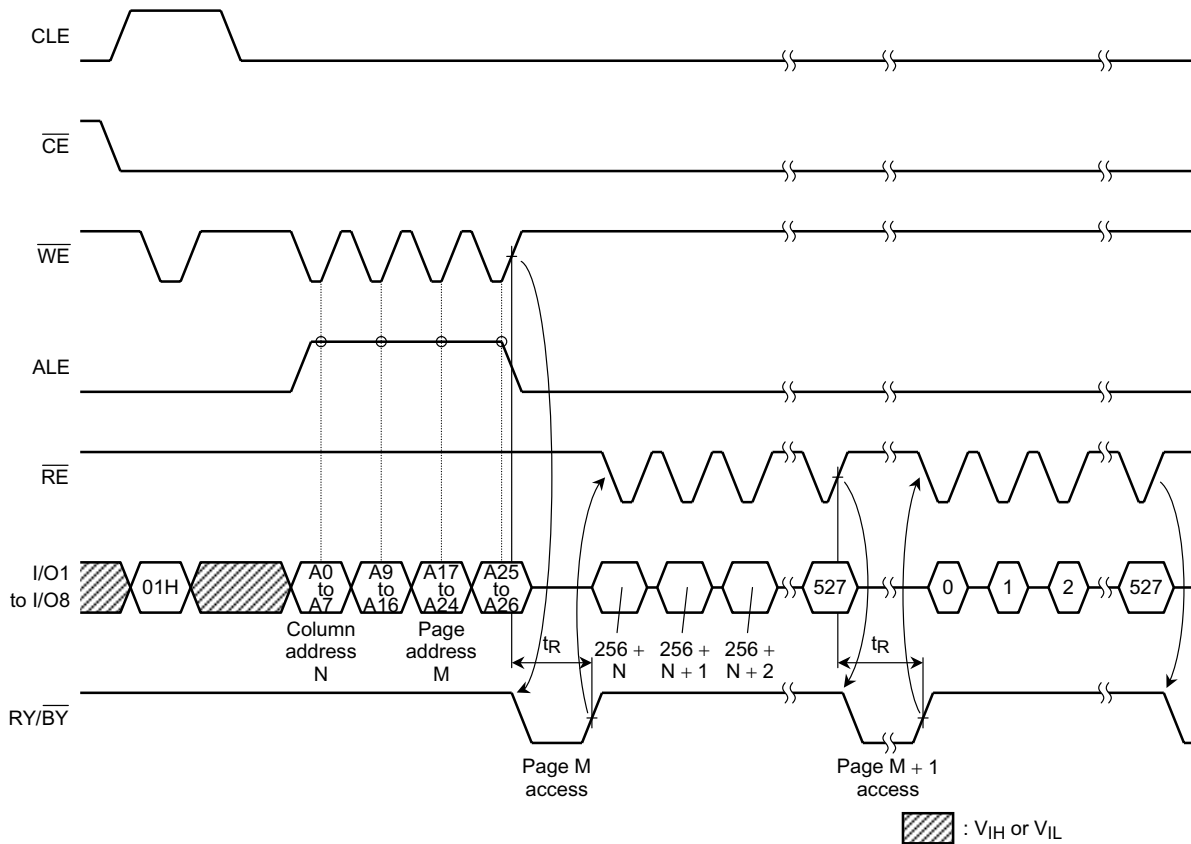 CLE
CE
WE
ALE
RE
I/O1
to I/O8
01H
A0
to
A7
A9
to
A16
A17
to
A24
A25
to
A26
527
0
1
2
527
Column
address
N
Page
address
M
tR
256 +
N
256 +
N + 1
256 +
N + 2
tR
RY/BY
Page M
access
Page M + 1
access
: VIH or VIL